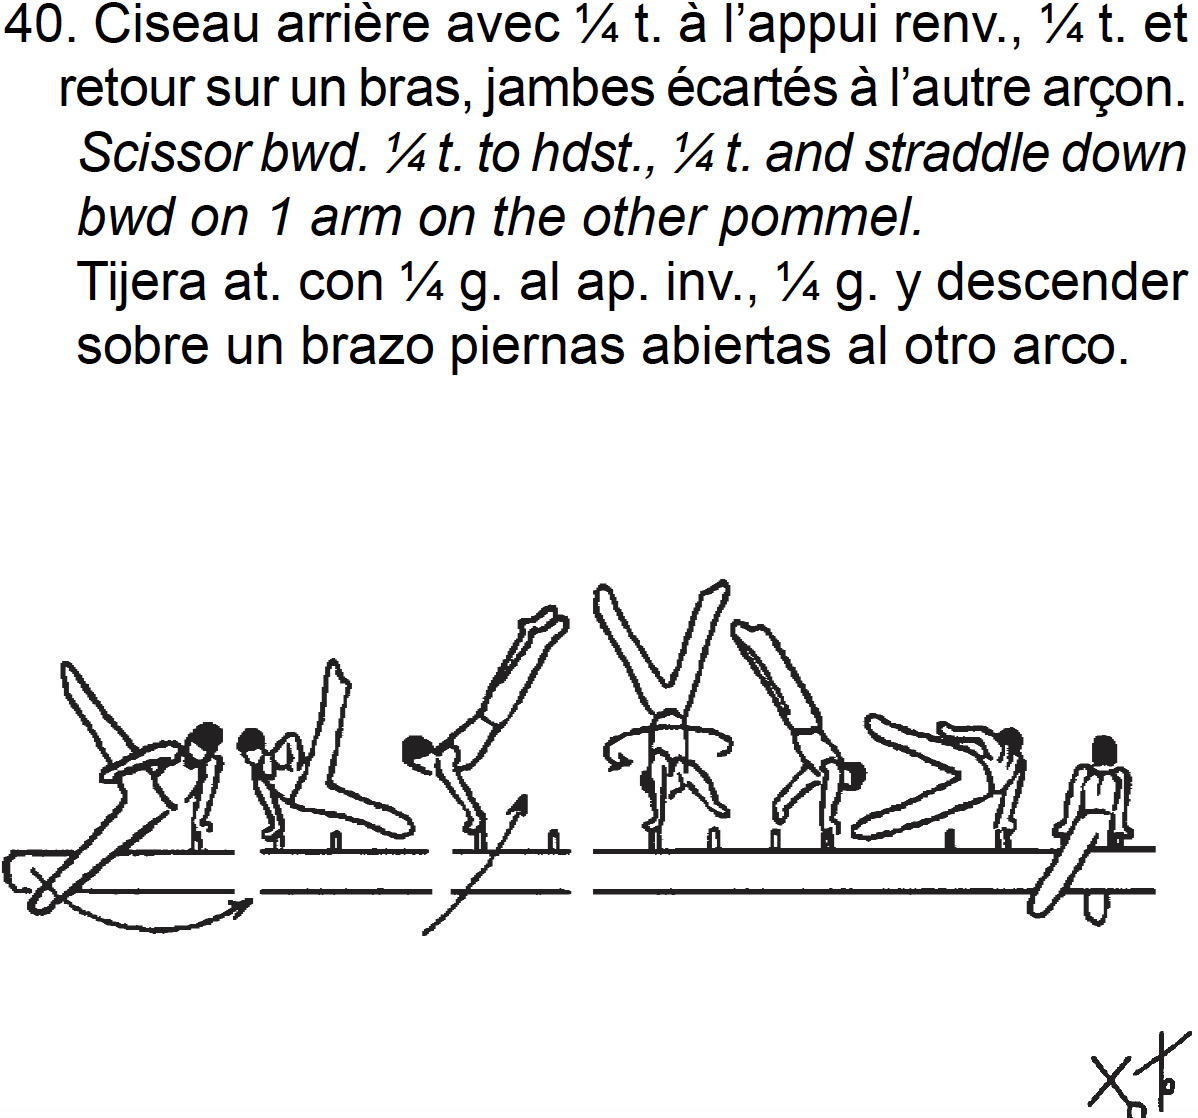 40. Ciseau arrière avec ¼ t. à l’appui renv., ¼ t. et
retour sur un bras, jambes écartés à l’autre arçon.
Scissor bwd. ¼ t. to hdst., ¼ t. and straddle down
bwd on 1 arm on the other pommel.
Tijera at. con ¼ g. al ap. inv., ¼ g. y descender
sobre un brazo piernas abiertas al otro arco.